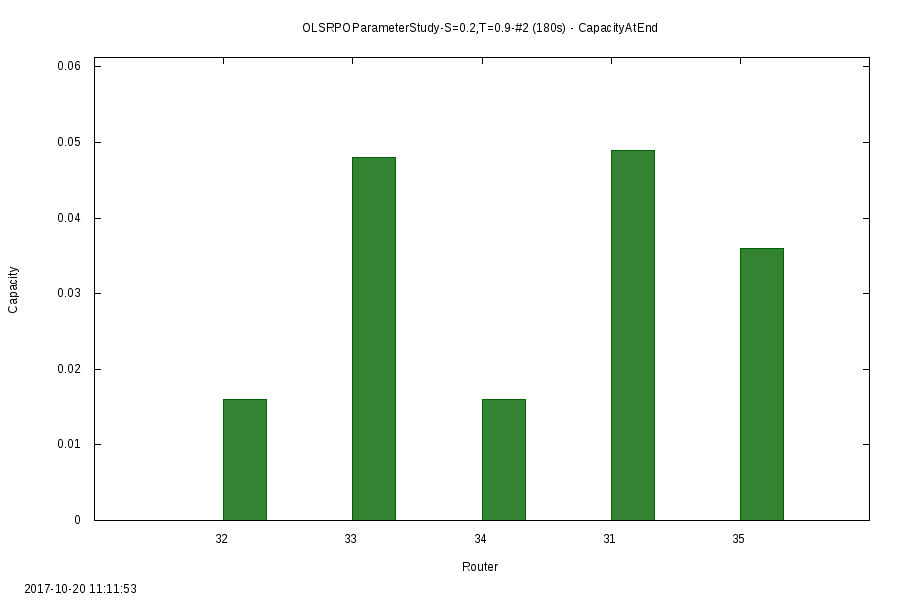 OLSRPOParameterStudy-S=0.2,T=0.9-#2 (180s) - CapacityAtEnd
0.06
0.05
0.04
0.03
0.02
0.01
0
Capacity
32 33 34 31 35
Router
2017-10-20 11:11:53